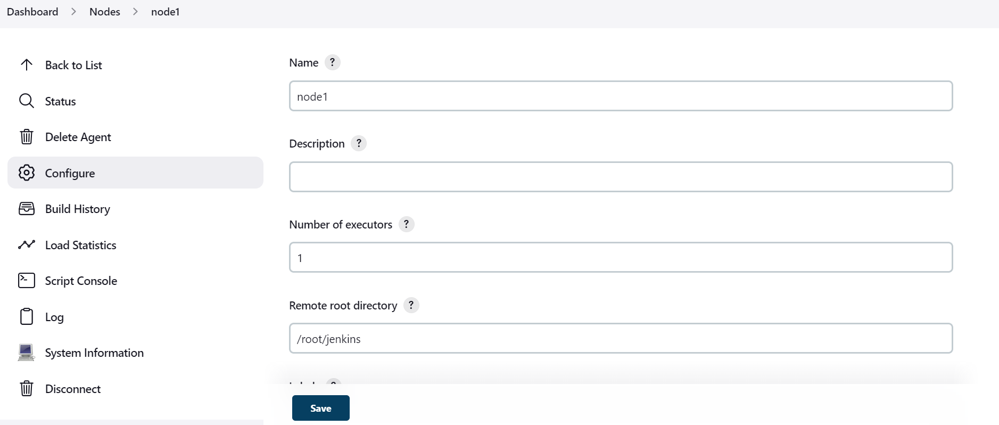 Dashboard > Nodes > node1
Back to List
Status
Delete Agent
Configure
Build History
Load Statistics
Script Console
Log
System Information
Disconnect
Name ?
node1
Description ?
Number of executors ?
1
Remote root directory ?
/root/jenkins
Save